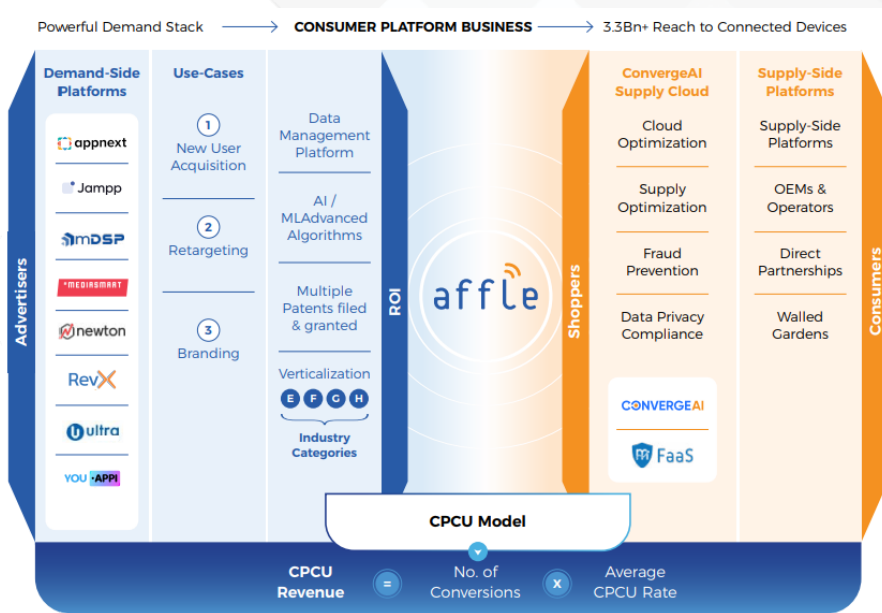 Powerful Demand Stack
CONSUMER PLATFORM BUSINESS
3.3Bn+ Reach to Connected Devices
Advertisers
Demand-Side
Platforms
appnext
Jampp
mDSP
MEDIASMART
newton
RevX
ultra
YOU APPI
Use-Cases
1
New User
Acquisition
2
Retargeting
3
Branding
Data
Management
Platform
AI /
MLAdvanced
Algorithms
Multiple
Patents filed
& granted
Verticalization
E F G H
Industry
Categories
ROI
affle
Shoppers
ConvergeAI
Supply Cloud
Cloud
Optimization
Supply
Optimization
Fraud
Prevention
Data Privacy
Compliance
CONVERGEAI
m FaaS
Supply-Side
Platforms
Supply-Side
Platforms
OEMs &
Operators
Direct
Partnerships
Walled
Gardens
Consumers
CPCU Model
CPCU
Revenue
=
No. of
Conversions
X
Average
CPCU Rate